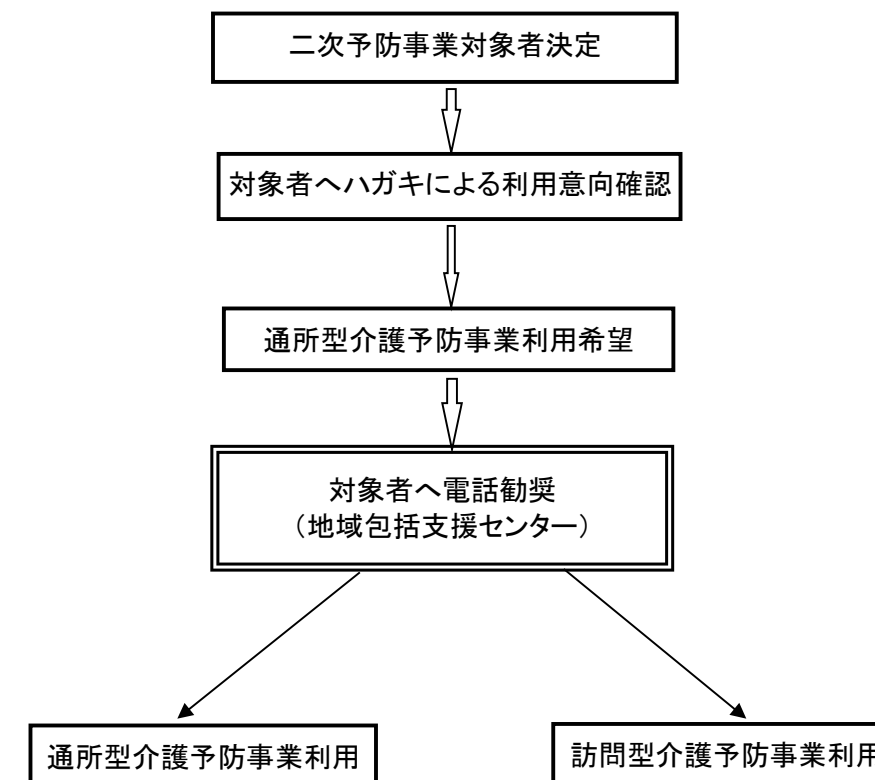 二次予防事業対象者決定
対象者へハガキによる利用意向確認
通所型介護予防事業利用希望
対象者へ電話勧奨
（地域包括支援センター）
通所型介護予防事業利用
訪問型介護予防事業利用